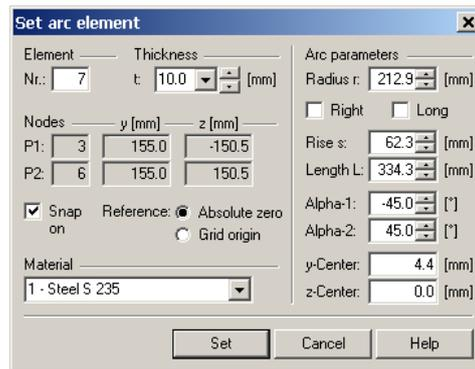 Set arc element
Element
Thickness
Nr.: 7
t: 10.0 [mm]
Nodes y [mm] z [mm]
P1: 3 155.0 -150.5
P2: 6 155.0 150.5
Snap on
Reference: Absolute zero
Grid origin
Material
1 - Steel S 235
Arc parameters
Radius r: 212.9 [mm]
Right Long
Rise s: 62.3 [mm]
Length L: 334.3 [mm]
Alpha-1: -45.0 [°]
Alpha-2: 45.0 [°]
y-Center: 4.4 [mm]
z-Center: 0.0 [mm]
Set Cancel Help